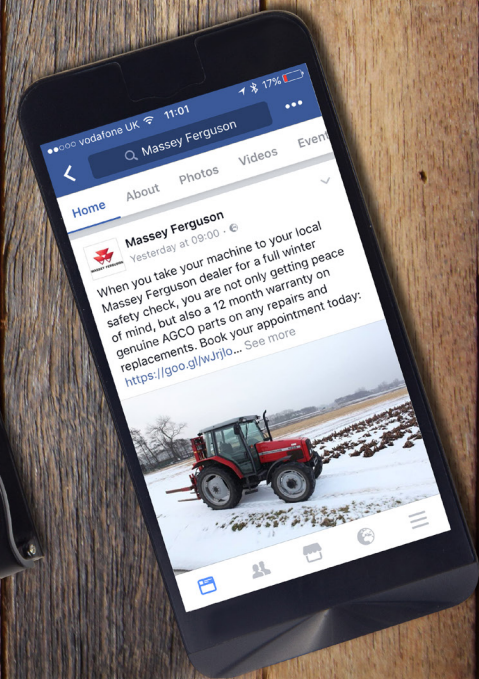 vodafone UK 11:01 17%
Massey Ferguson
Home About Photos Videos Event
Massey Ferguson
MASSEY FERGUSON
Yesterday at 09:00 ·
When you take your machine to your local
Massey Ferguson dealer for a full winter
safety check, you are not only getting peace
of mind, but also a 12 month warranty on
genuine AGCO parts on any repairs and
replacements. Book your appointment today:
https://goo.gl/wJrjlo... See more